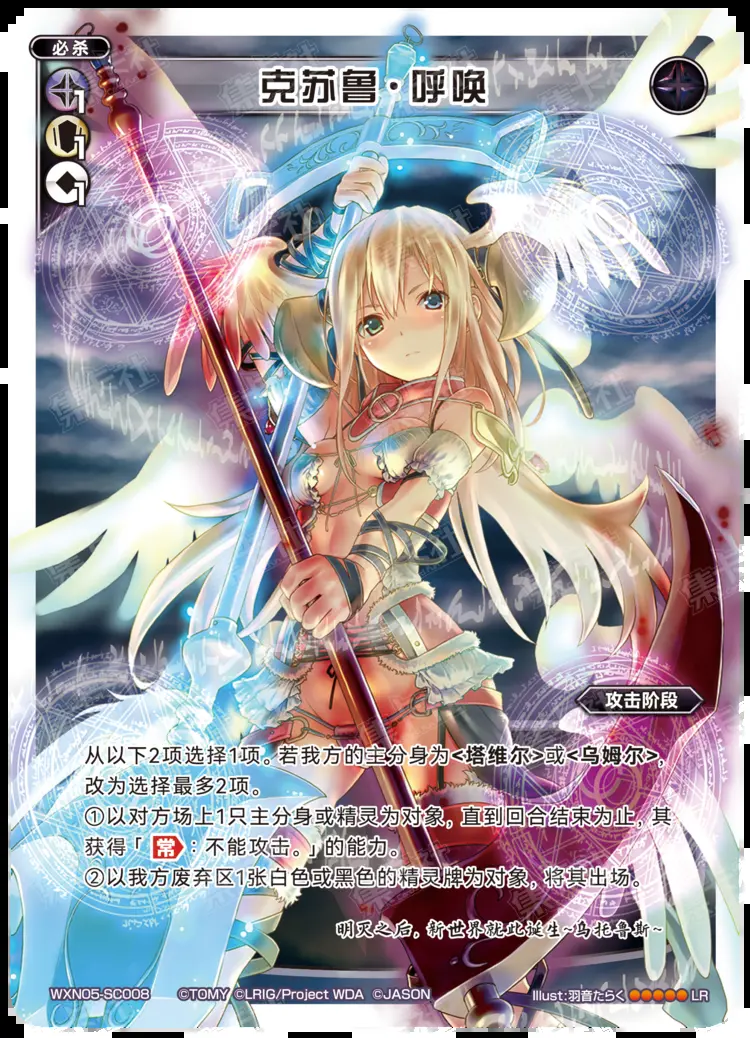 必杀
克苏鲁·呼唤
1
1
1
攻击阶段
从以下2项选择1项。若我方的主分身为<塔维尔>或<乌姆尔>,
改为选择最多2项。
①以对方场上1只主分身或精灵为对象, 直到回合结束为止, 其
获得「 常 : 不能攻击。」的能力。
②以我方废弃区1张白色或黑色的精灵牌为对象, 将其出场。
明灭之后, 新世界就此诞生~乌托鲁斯~
WXN05-SC008 ©TOMY ©LRIG/Project WDA ©JASON Illust:羽音たらく LR